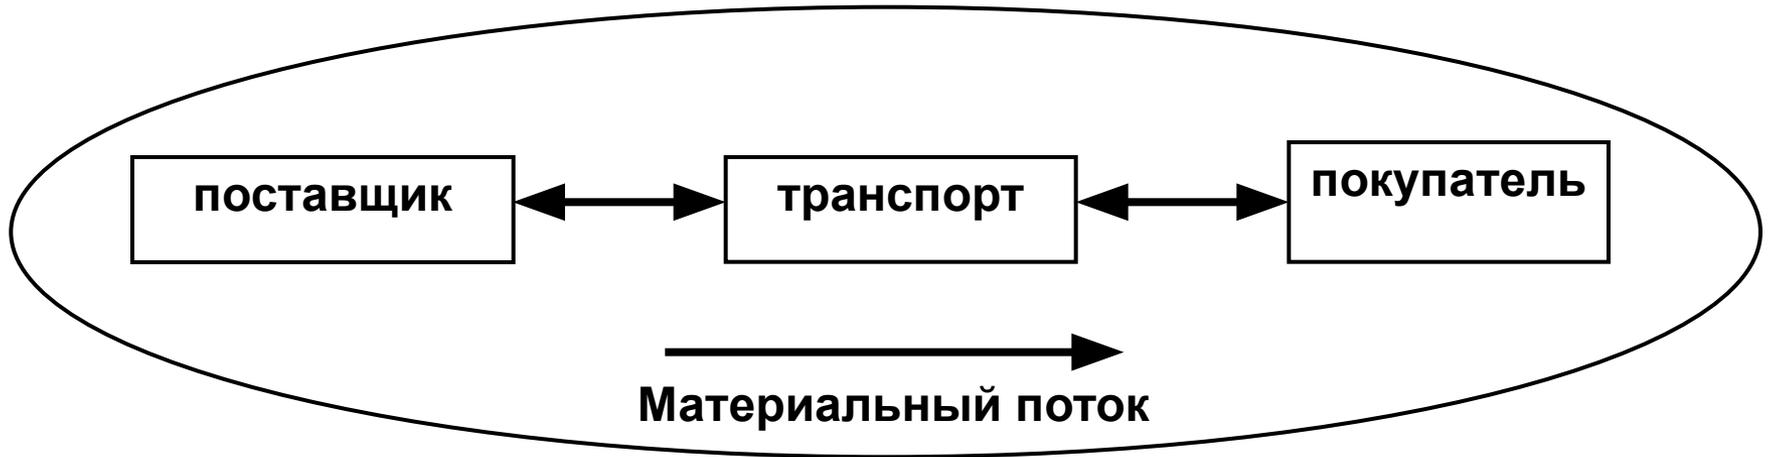 поставщик
транспорт
покупатель
Материальный поток